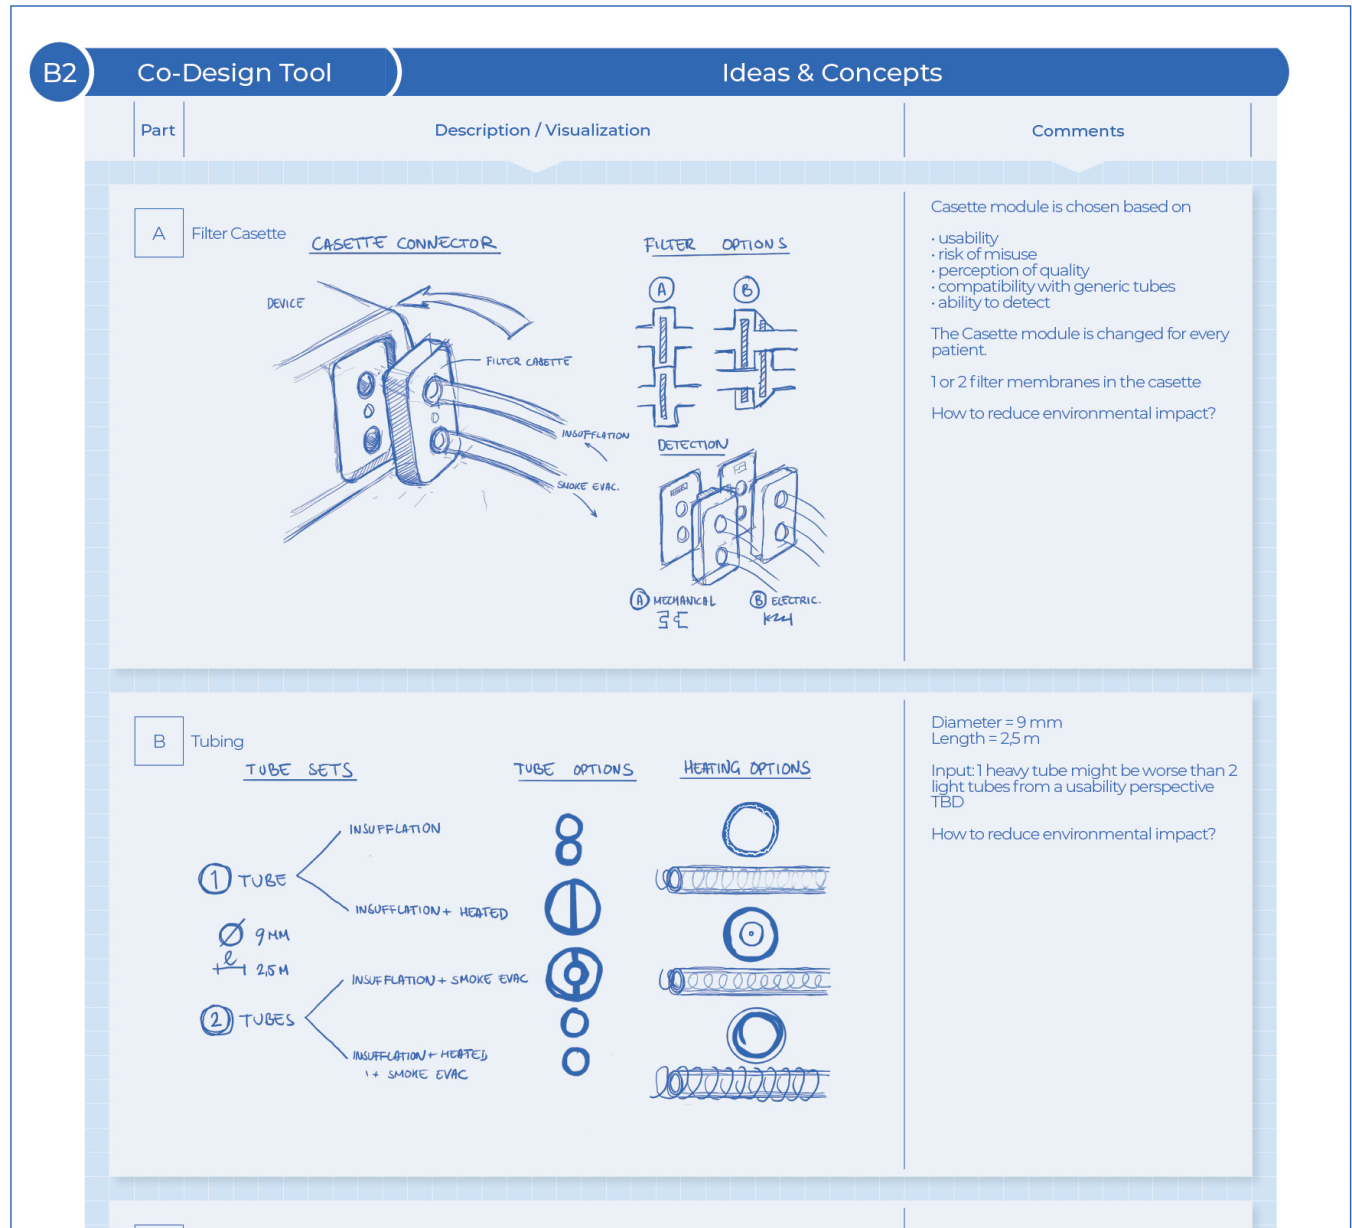 B2
Co-Design Tool
Ideas & Concepts
Part
Description / Visualization
Comments
A
Filter Casette
CASETTE CONNECTOR
DEVICE
FILTER CASETTE
INSUFFLATION
SMOKE EVAC.
FILTER OPTIONS
A
B
DETECTION
A MECHANICAL
B ELECTRIC.
Casette module is chosen based on
· usability
· risk of misuse
· perception of quality
· compatibility with generic tubes
· ability to detect
The Casette module is changed for every
patient.
1 or 2 filter membranes in the casette
How to reduce environmental impact?
B
Tubing
TUBE SETS
1 TUBE
INSUFFLATION
INSUFFLATION + HEATED
Ø 9 MM
l 2,5 M
2 TUBES
INSUFFLATION + SMOKE EVAC
INSUFFLATION + HEATED
+ SMOKE EVAC
TUBE OPTIONS
HEATING OPTIONS
Diameter = 9 mm
Length = 2,5 m
Input: 1 heavy tube might be worse than 2
light tubes from a usability perspective
TBD
How to reduce environmental impact?